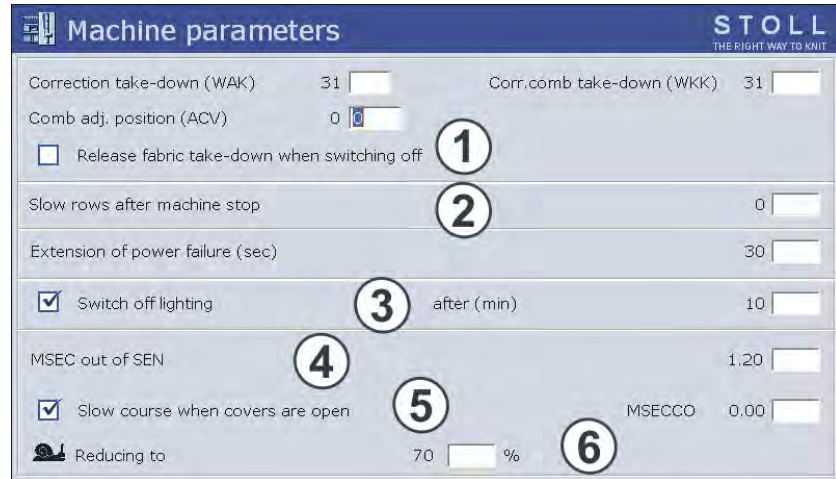 Machine parameters
STOLL
THE RIGHT WAY TO KNIT
Correction take-down (WAK) 31 Corr.comb take-down (WKK) 31
Comb adj. position (ACV) 0 0
Release fabric take-down when switching off 1
Slow rows after machine stop 2 0
Extension of power failure (sec) 30
Switch off lighting 3 after (min) 10
MSEC out of SEN 4 1.20
Slow course when covers are open 5 MSECCO 0.00
Reducing to 70 % 6